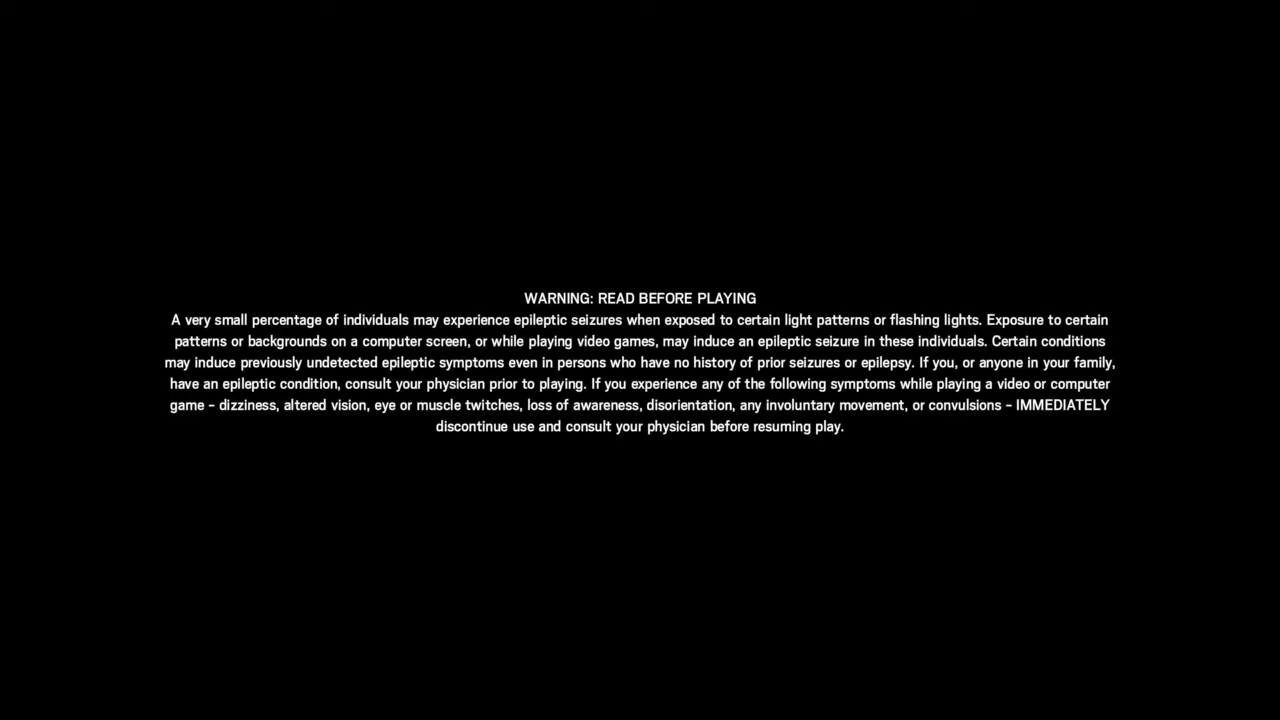 WARNING: READ BEFORE PLAYING
A very small percentage of individuals may experience epileptic seizures when exposed to certain light patterns or flashing lights. Exposure to certain
patterns or backgrounds on a computer screen, or while playing video games, may induce an epileptic seizure in these individuals. Certain conditions
may induce previously undetected epileptic symptoms even in persons who have no history of prior seizures or epilepsy. If you, or anyone in your family,
have an epileptic condition, consult your physician prior to playing. If you experience any of the following symptoms while playing a video or computer
game – dizziness, altered vision, eye or muscle twitches, loss of awareness, disorientation, any involuntary movement, or convulsions – IMMEDIATELY
discontinue use and consult your physician before resuming play.